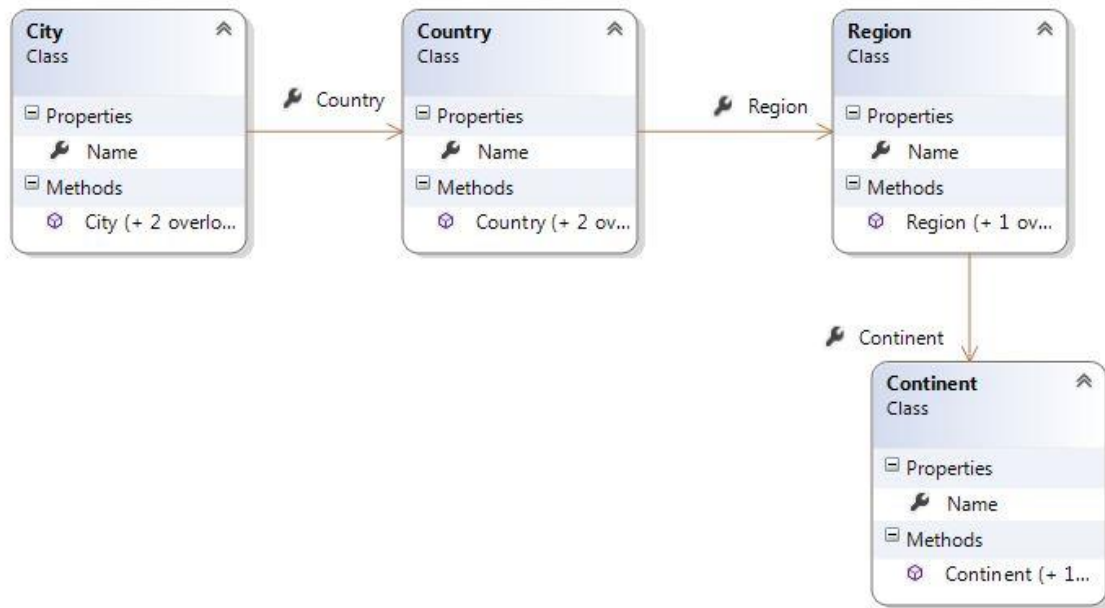 City
Class
Properties
Name
Methods
City (+ 2 overlo...
Country
Country
Class
Properties
Name
Methods
Country (+ 2 ov...
Region
Region
Class
Properties
Name
Methods
Region (+ 1 ov...
Continent
Continent
Class
Properties
Name
Methods
Continent (+ 1...